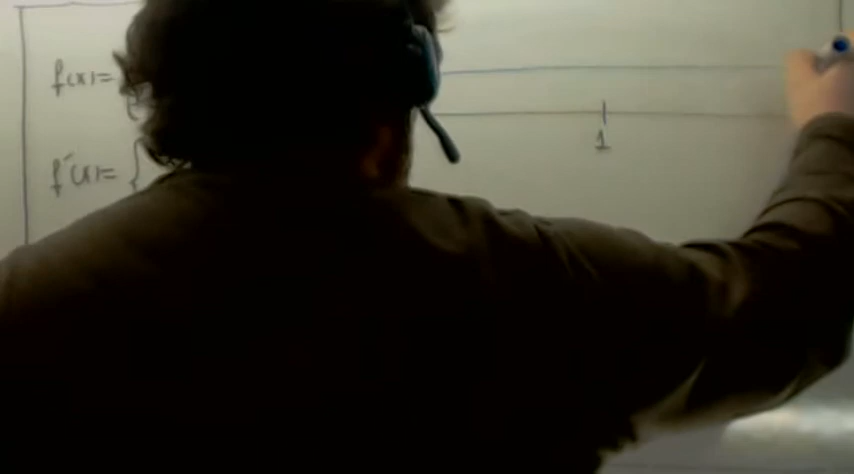 f(x)= {
1
f'(x)= {